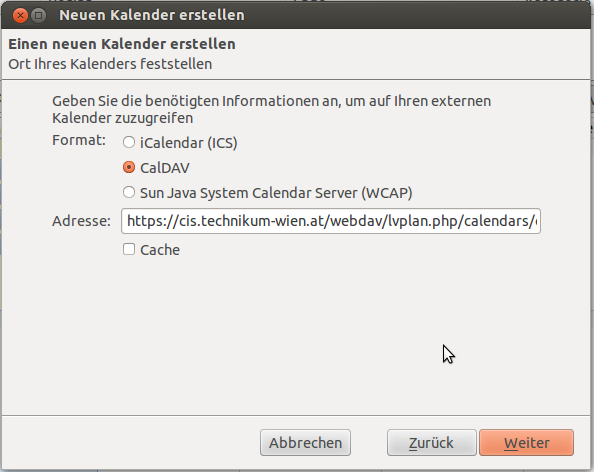 Neuen Kalender erstellen
Einen neuen Kalender erstellen
Ort Ihres Kalenders feststellen
Geben Sie die benötigten Informationen an, um auf Ihren externen
Kalender zuzugreifen
Format:
iCalendar (ICS)
CalDAV
Sun Java System Calendar Server (WCAP)
Adresse: https://cis.technikum-wien.at/webdav/lvplan.php/calendars/
Cache
Abbrechen Zurück Weiter